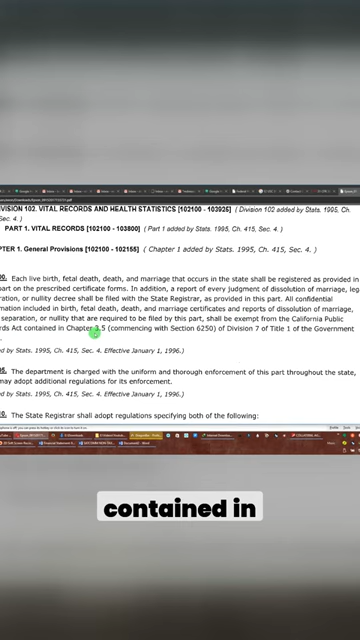 VISION 102. VITAL RECORDS AND HEALTH STATISTICS [102100 - 103925] ( Division 102 added by Stats. 1995, Ch.
Sec. 4. )
PART 1. VITAL RECORDS [102100 - 103800] ( Part 1 added by Stats. 1995, Ch. 415, Sec. 4. )
PTER 1. General Provisions [102100 - 102155] ( Chapter 1 added by Stats. 1995, Ch. 415, Sec. 4. )
00. Each live birth, fetal death, death, and marriage that occurs in the state shall be registered as provided in
part on the prescribed certificate forms. In addition, a report of every judgment of dissolution of marriage, lega
ration, or nullity decree shall be filed with the State Registrar, as provided in this part. All confidential
mation included in birth, fetal death, death, and marriage certificates and reports of dissolution of marriage,
separation, or nullity that are required to be filed by this part, shall be exempt from the California Public
rds Act contained in Chapter 3.5 (commencing with Section 6250) of Division 7 of Title 1 of the Government
ed by Stats. 1995, Ch. 415, Sec. 4. Effective January 1, 1996.)
05. The department is charged with the uniform and thorough enforcement of this part throughout the state,
may adopt additional regulations for its enforcement.
ed by Stats. 1995, Ch. 415, Sec. 4. Effective January 1, 1996.)
10. The State Registrar shall adopt regulations specifying both of the following:
contained in